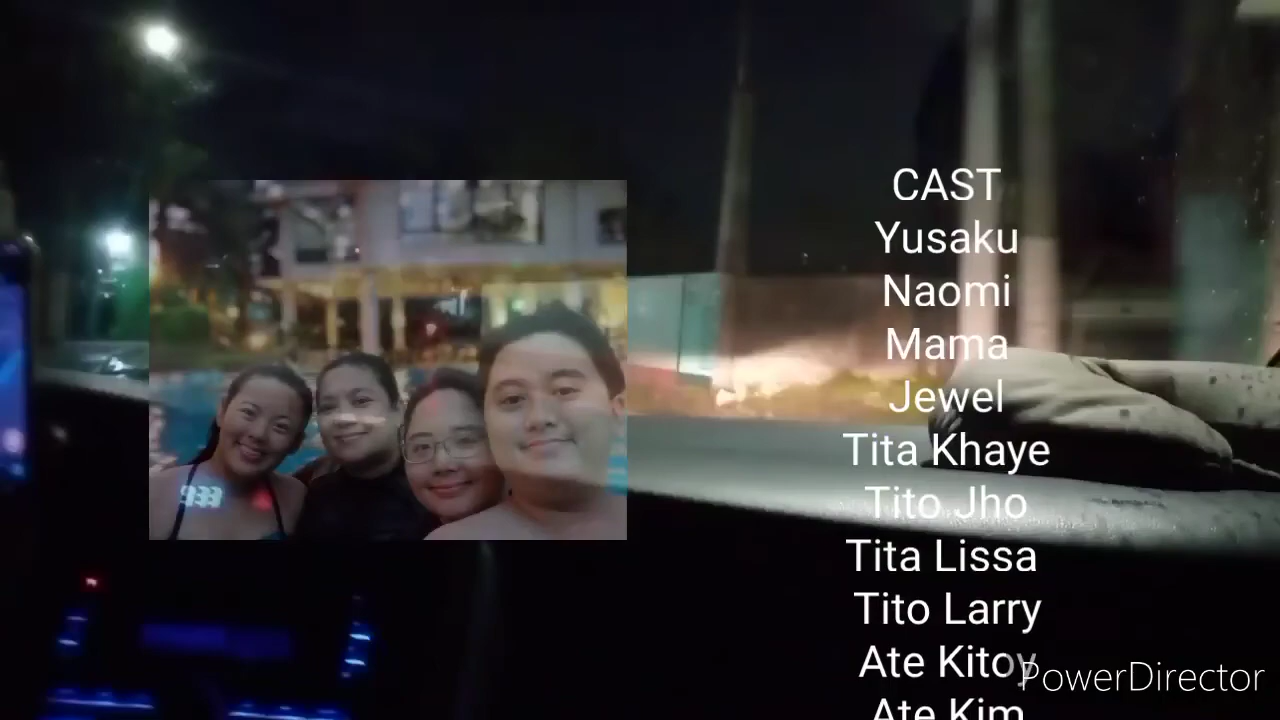 CAST
Yusaku
Naomi
Mama
Jewel
Tita Khaye
Tito Jho
Tita Lissa
Tito Larry
Ate Kitoy
Ate Kim
PowerDirector